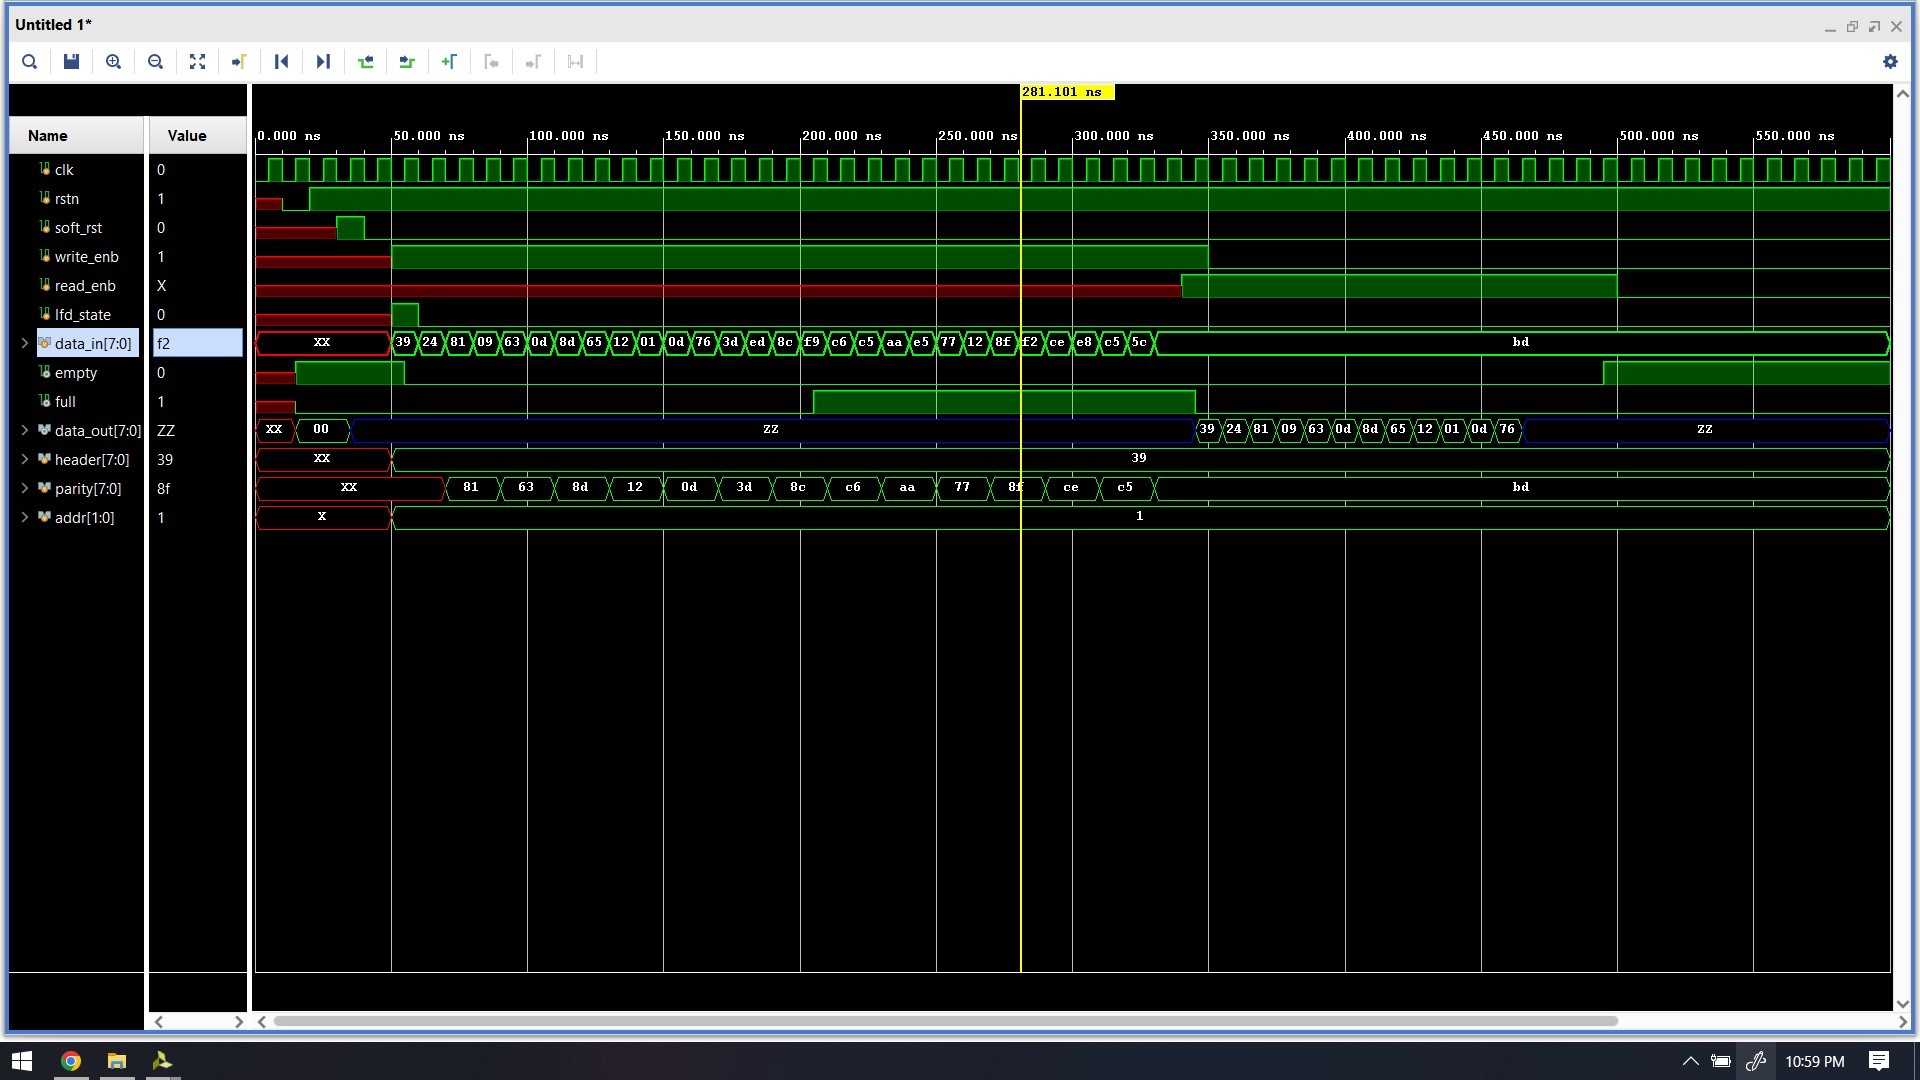 Untitled 1*
281.101 ns
Name Value 0.000 ns 50.000 ns 100.000 ns 150.000 ns 200.000 ns 250.000 ns 300.000 ns 350.000 ns 400.000 ns 450.000 ns 500.000 ns 550.000 ns
clk 0
rstn 1
soft_rst 0
write_enb 1
read_enb X
lfd_state 0
data_in[7:0] f2 XX 39 24 81 09 63 0d 8d 65 12 01 0d 76 3d ed 8c f9 c6 c5 aa e5 77 12 8f f2 ce e8 c5 5c bd
empty 0
full 1
data_out[7:0] ZZ XX 00 ZZ 39 24 81 09 63 0d 8d 65 12 01 0d 76 ZZ
header[7:0] 39 XX 39
parity[7:0] 8f XX 81 63 8d 12 0d 3d 8c c6 aa 77 8f ce c5 bd
addr[1:0] 1 X 1
10:59 PM